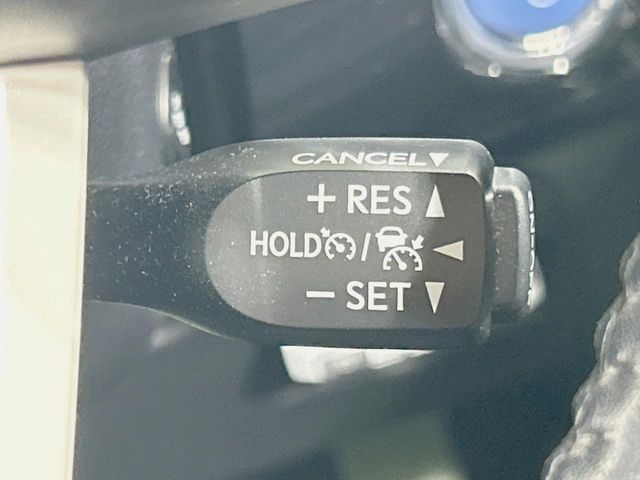 CANCEL▼
+ RES ▲
HOLD / ◀
− SET ▼